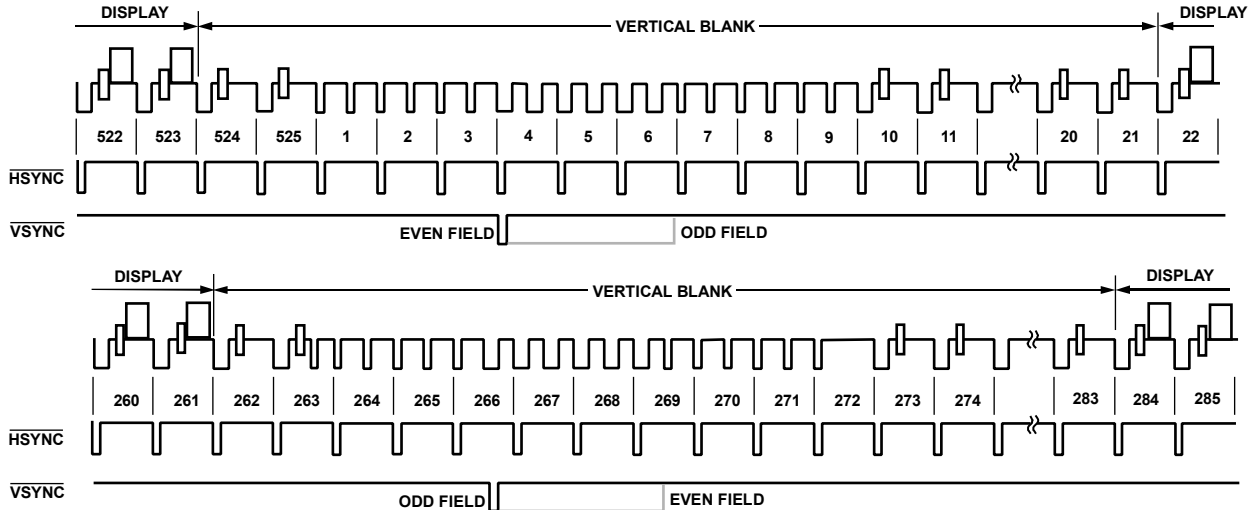 DISPLAY VERTICAL BLANK DISPLAY
522 523 524 525 1 2 3 4 5 6 7 8 9 10 11 20 21 22
HSYNC
VSYNC EVEN FIELD ODD FIELD
DISPLAY VERTICAL BLANK DISPLAY
260 261 262 263 264 265 266 267 268 269 270 271 272 273 274 283 284 285
HSYNC
VSYNC ODD FIELD EVEN FIELD